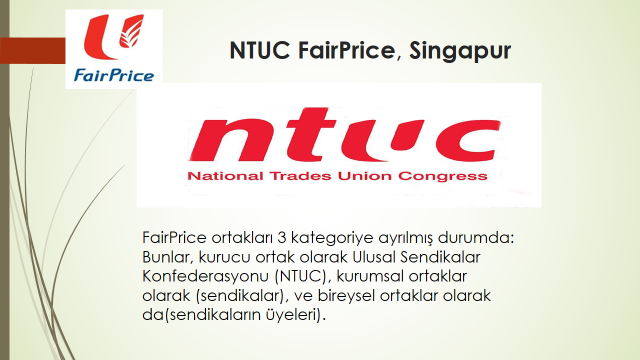 FairPrice
NTUC FairPrice, Singapur
ntuc
National Trades Union Congress
FairPrice ortakları 3 kategoriye ayrılmış durumda:
Bunlar, kurucu ortak olarak Ulusal Sendikalar
Konfederasyonu (NTUC), kurumsal ortaklar
olarak (sendikalar), ve bireysel ortaklar olarak
da(sendikaların üyeleri).